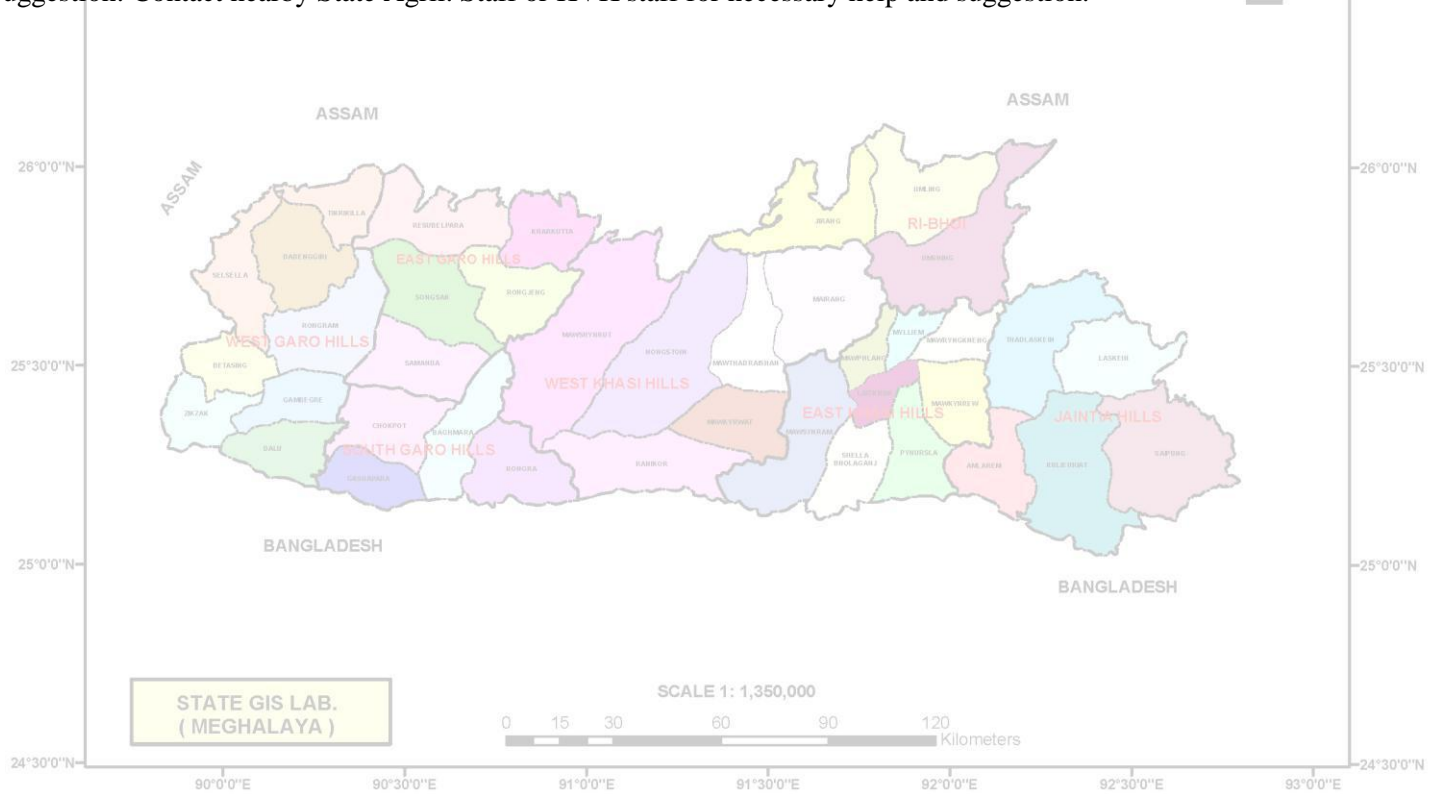 uggestion. Contact nearby State Agril. Staff or KVK staff for necessary help and suggestion.
ASSAM
ASSAM
ASSAM
26°0'0"N
26°0'0"N
TIKRIKILLA
RESUBELPARA
KHARKUTTA
DADENGGIRI
SELSELLA
EAST GARO HILLS
SONGSAK
RONGJENG
JIRANG
UMLING
RI-BHOI
UMSNING
RONGRAM
WEST GARO HILLS
BETASING
SAMANDA
MAWSHYNRUT
NONGSTOIN
MAIRANG
MAWTHADRAISHAN
MYLLIEM
MAWRYNGKNENG
MAWPHLANG
THADLASKEIN
LASKEIN
25°30'0"N
25°30'0"N
WEST KHASI HILLS
ZIKZAK
GAMBEGRE
CHOKPOT
BAGHMARA
DALU
SOUTH GARO HILLS
GASUAPARA
RONGRA
RANIKOR
MAWKYRWAT
EAST KHASI HILLS
MAWSYNRAM
MAWKYNREW
SHELLA
BHOLAGANJ
PYNURSLA
AMLAREM
JAINTIA HILLS
KHLIEHRIAT
SAIPUNG
BANGLADESH
BANGLADESH
25°0'0"N
25°0'0"N
STATE GIS LAB.
( MEGHALAYA )
SCALE 1: 1,350,000
0 15 30 60 90 120
Kilometers
24°30'0"N
24°30'0"N
90°0'0"E 90°30'0"E 91°0'0"E 91°30'0"E 92°0'0"E 92°30'0"E 93°0'0"E